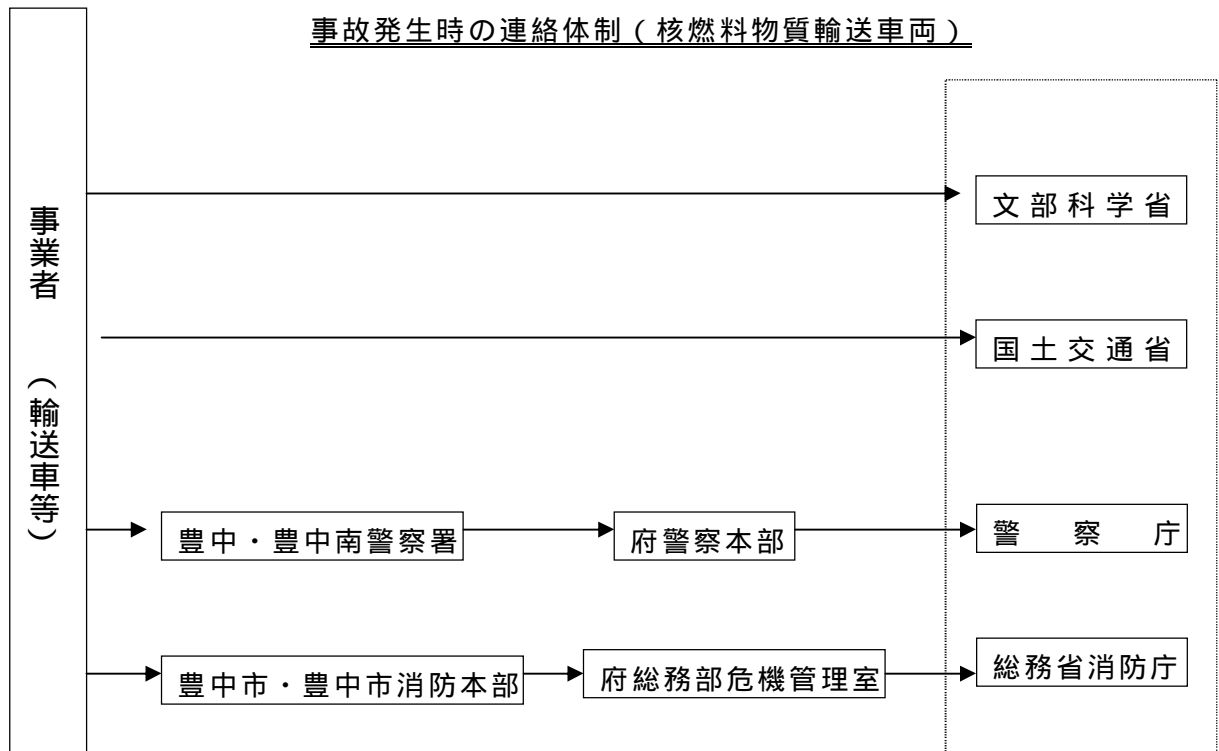 事故発生時の連絡体制（核燃料物質輸送車両）
事業者（輸送車等）
文部科学省
国土交通省
豊中・豊中南警察署
府警察本部
警察庁
豊中市・豊中市消防本部
府総務部危機管理室
総務省消防庁